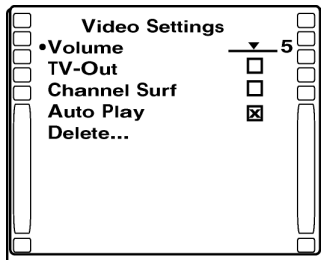 Video Settings
•Volume 5
TV-Out
Channel Surf
Auto Play
Delete...